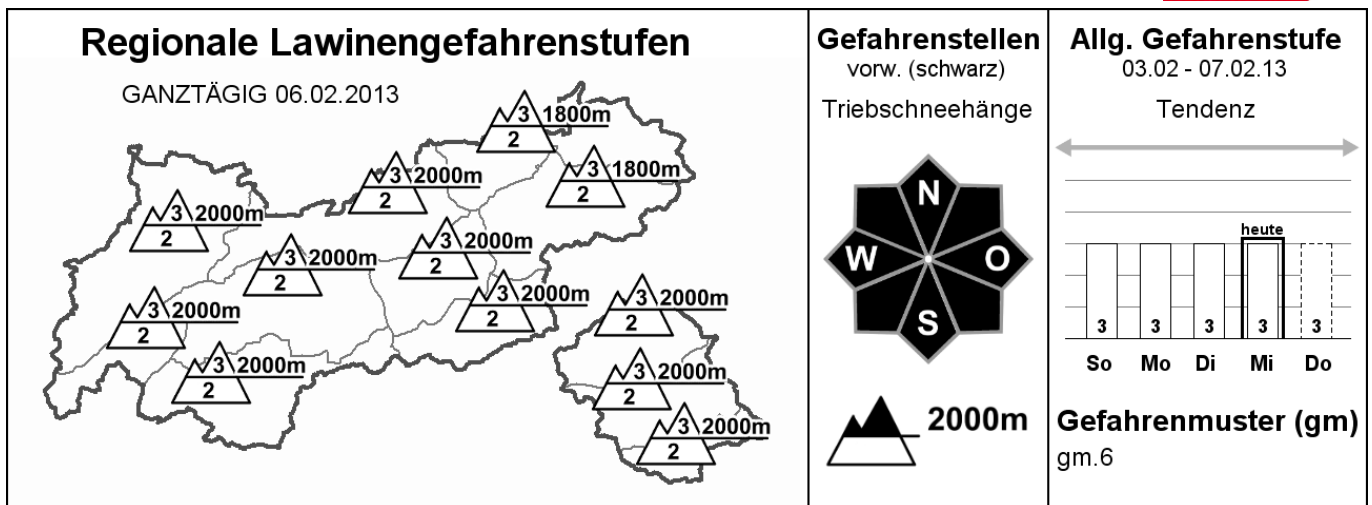 Regionale Lawinengefahrenstufen
GANZTÄGIG 06.02.2013
3 1800m
2
3 1800m
2
3 2000m
2
3 2000m
2
3 2000m
2
3 2000m
2
3 2000m
2
3 2000m
2
3 2000m
2
3 2000m
2
3 2000m
2
3 2000m
2
Gefahrenstellen
vorw. (schwarz)
Triebschneehänge
N
W O
S
2000m
Allg. Gefahrenstufe
03.02 - 07.02.13
Tendenz
heute
3 3 3 3 3
So Mo Di Mi Do
Gefahrenmuster (gm)
gm.6